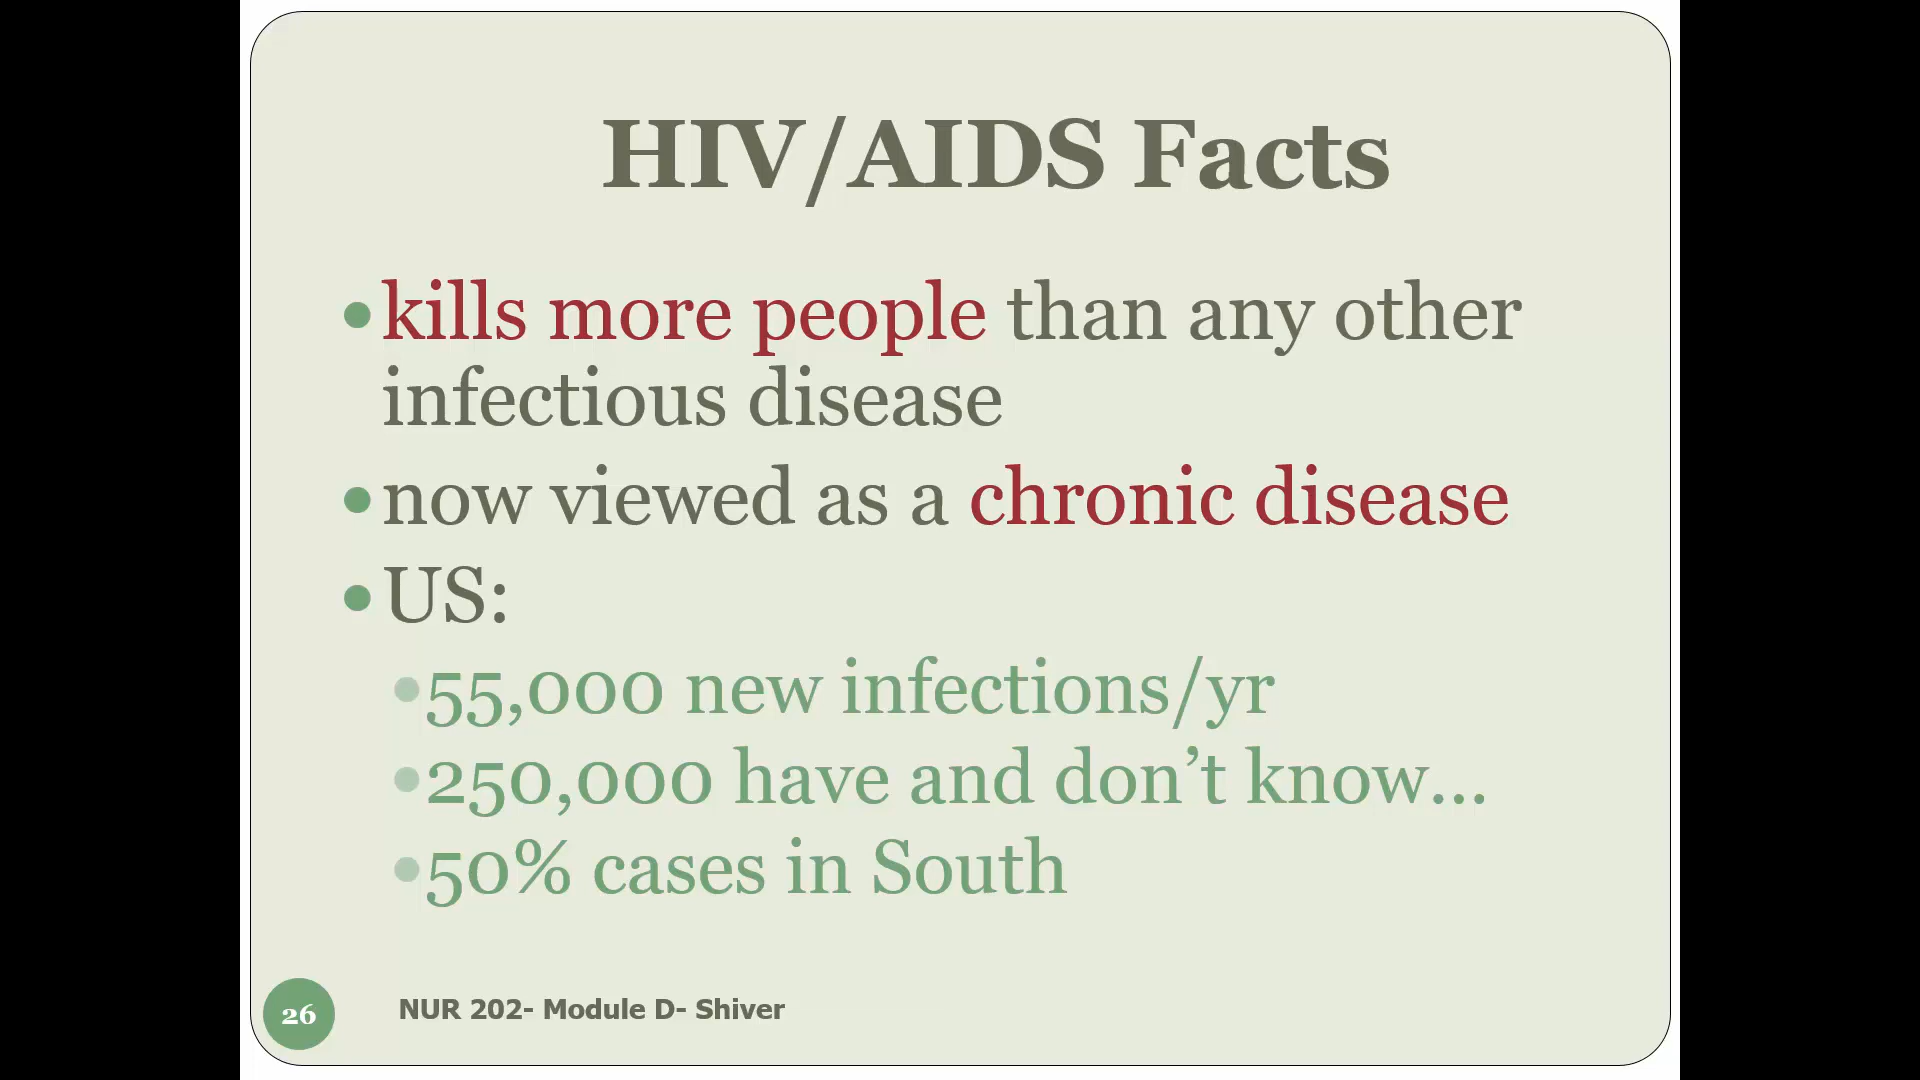 HIV/AIDS Facts
•kills more people than any other
infectious disease
•now viewed as a chronic disease
•US:
•55,000 new infections/yr
•250,000 have and don’t know…
•50% cases in South
26
NUR 202- Module D- Shiver